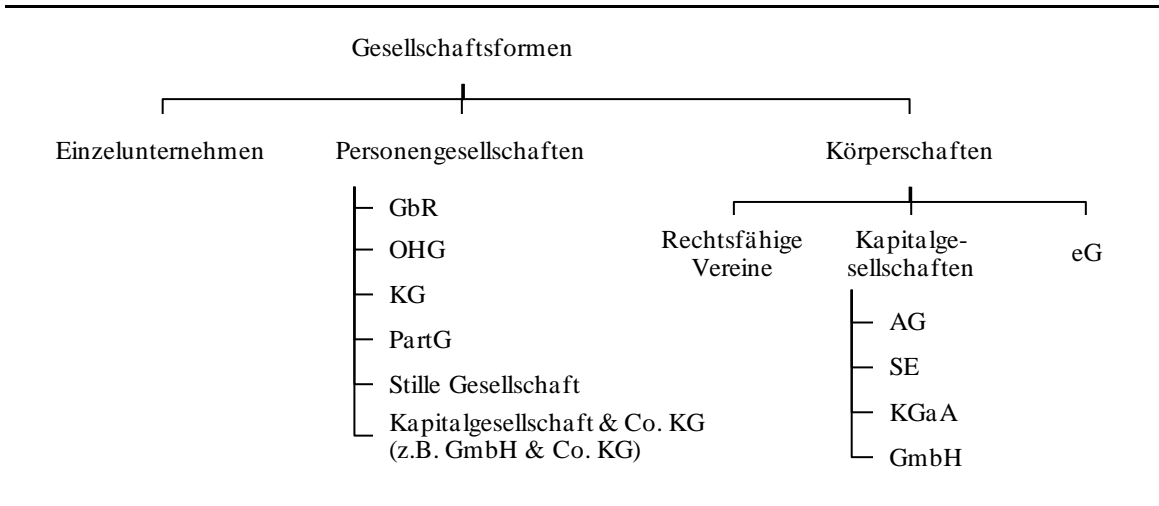 Gesellschaftsformen
Einzelunternehmen
Personengesellschaften
Körperschaften
GbR
OHG
KG
PartG
Stille Gesellschaft
Kapitalgesellschaft & Co. KG
(z.B. GmbH & Co. KG)
Rechtsfähige
Vereine
Kapitalge-
sellschaften
eG
AG
SE
KGaA
GmbH